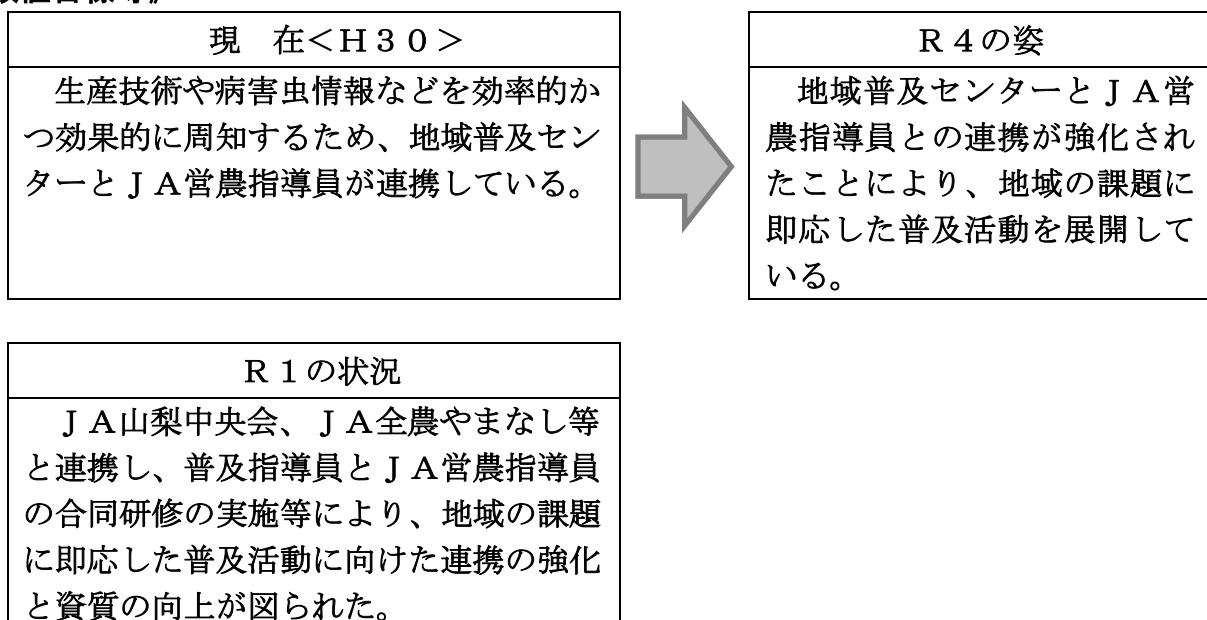 現　在<Ｈ３０>
　生産技術や病害虫情報などを効率的か
つ効果的に周知するため、地域普及セン
ターとＪＡ営農指導員が連携している。
Ｒ４の姿
　地域普及センターとＪＡ営
農指導員との連携が強化され
たことにより、地域の課題に
即応した普及活動を展開して
いる。
Ｒ１の状況
　ＪＡ山梨中央会、ＪＡ全農やまなし等
と連携し、普及指導員とＪＡ営農指導員
の合同研修の実施等により、地域の課題
に即応した普及活動に向けた連携の強化
と資質の向上が図られた。